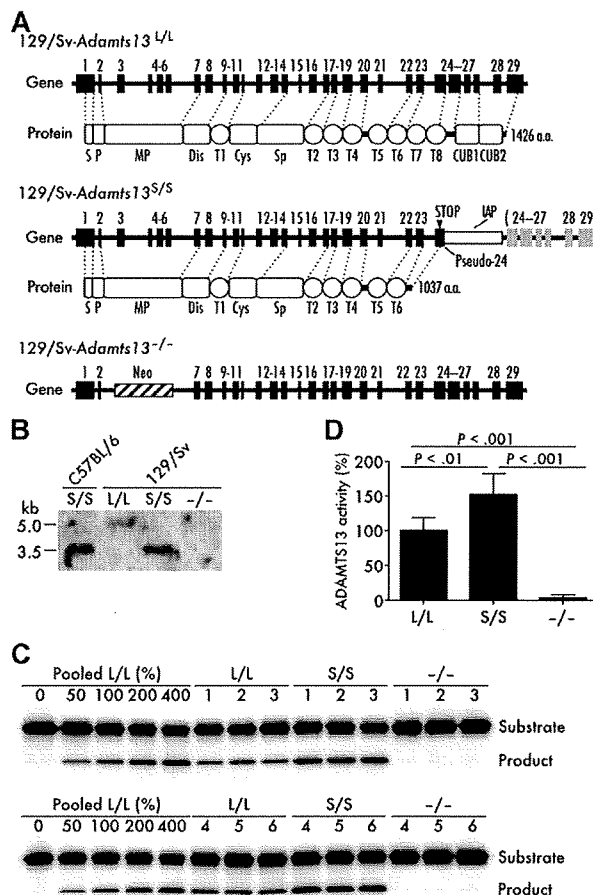 A
129/Sv-Adamts13 L/L
1 2 3 4-6 7 8 9-11 12-14 15 16 17-19 20 21 22 23 24–27 28 29
Gene
Protein
1426 a.a.
S P MP Dis T1 Cys Sp T2 T3 T4 T5 T6 T7 T8 CUB1 CUB2
129/Sv-Adamts13 S/S
STOP IAP
1 2 3 4-6 7 8 9-11 12-14 15 16 17-19 20 21 22 23 ( 24–27 28 29
Gene
Pseudo-24
Protein
1037 a.a.
S P MP Dis T1 Cys Sp T2 T3 T4 T5 T6
129/Sv-Adamts13 -/-
1 2 Neo 7 8 9-11 12-14 15 16 17-19 20 21 22 23 24–27 28 29
Gene
B
C57BL/6 129/Sv
S/S L/L S/S -/-
kb
5.0
3.5
D
P < .001
P < .01 P < .001
200
150
100
50
0
ADAMTS13 activity (%)
L/L S/S -/-
C
Pooled L/L (%) L/L S/S -/-
0 50 100 200 400 1 2 3 1 2 3 1 2 3
Substrate
Product
Pooled L/L (%) L/L S/S -/-
0 50 100 200 400 4 5 6 4 5 6 4 5 6
Substrate
Product